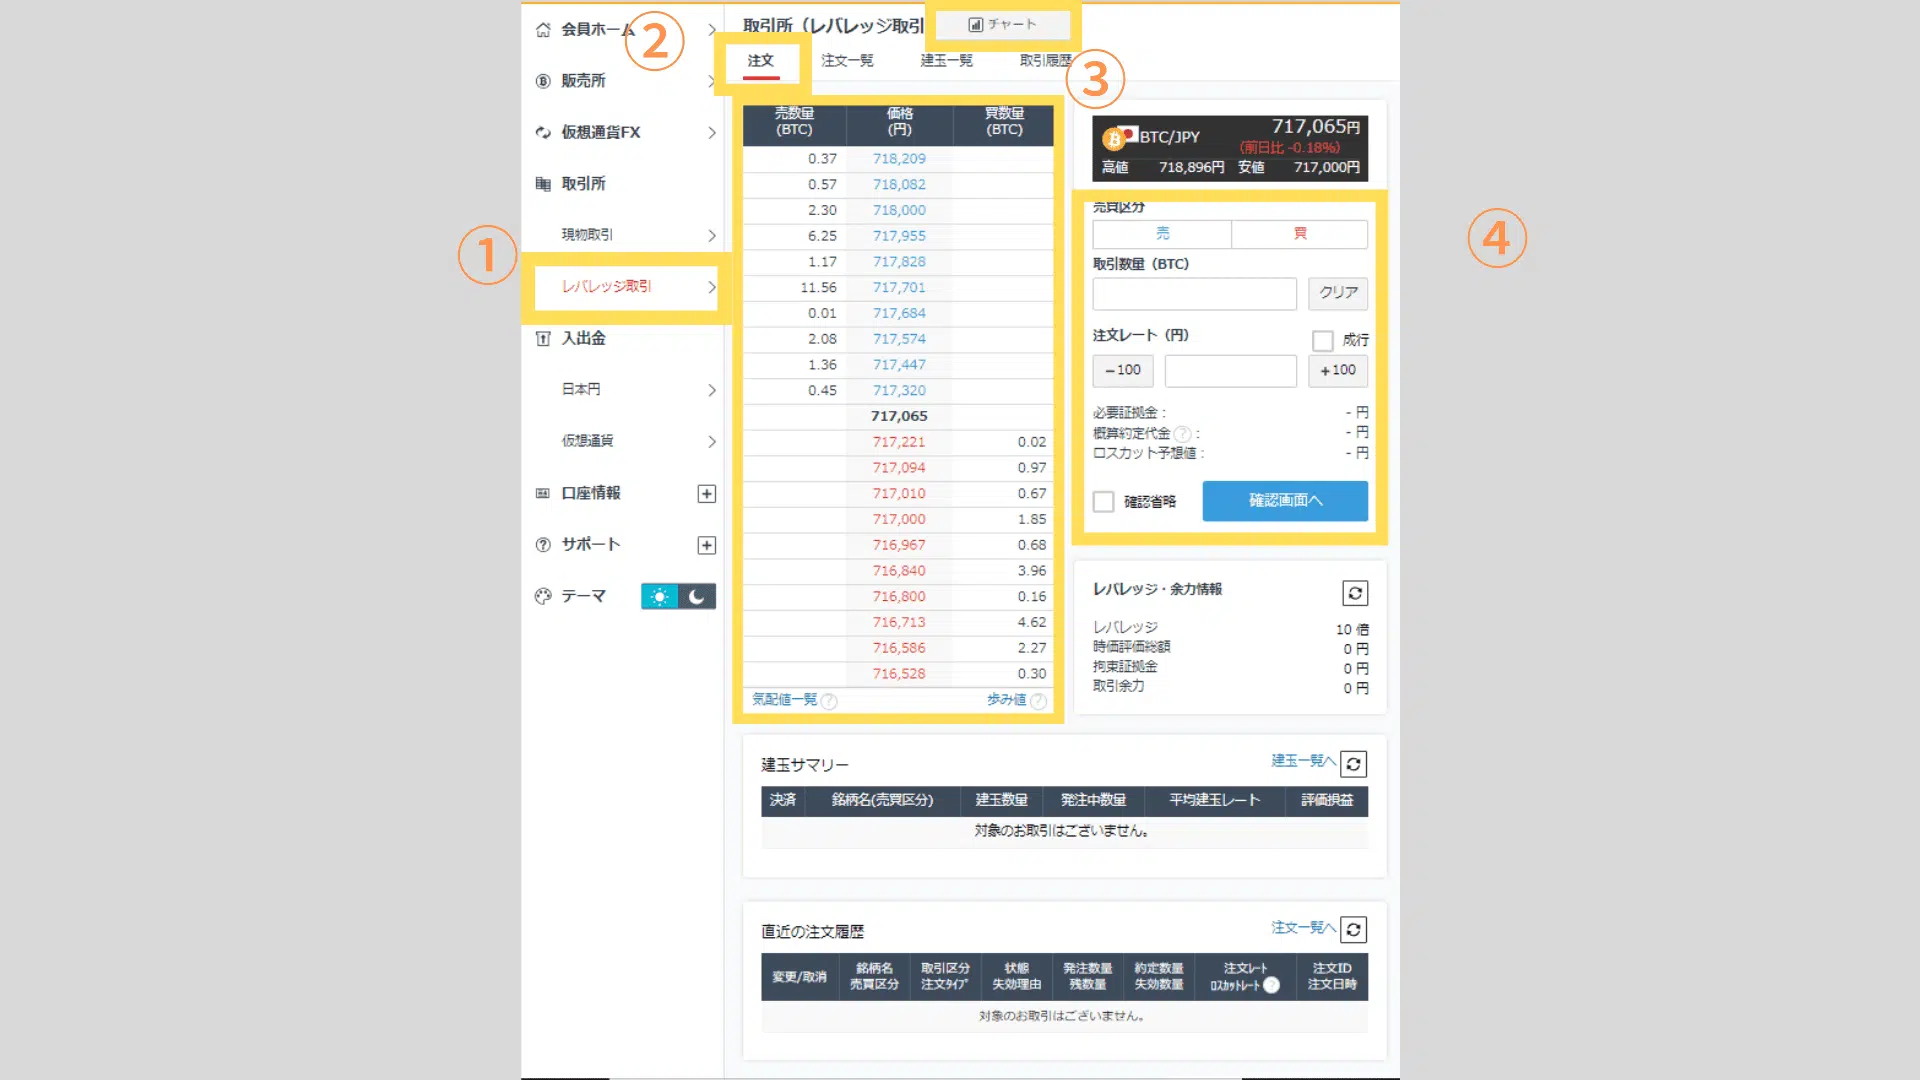 会員ホーム
販売所
仮想通貨FX
取引所
現物取引
レバレッジ取引
入出金
日本円
仮想通貨
口座情報
サポート
テーマ
①
②
取引所（レバレッジ取引
チャート
注文
注文一覧
建玉一覧
取引履歴
③
④
売数量(BTC) 価格(円) 買数量(BTC)
0.37 718,209
0.57 718,082
2.30 718,000
6.25 717,955
1.17 717,828
11.56 717,701
0.01 717,684
2.08 717,574
1.36 717,447
0.45 717,320
717,065
717,221 0.02
717,094 0.97
717,010 0.67
717,000 1.85
716,967 0.68
716,840 3.96
716,800 0.16
716,713 4.62
716,586 2.27
716,528 0.30
気配値一覧 ? 歩み値 ?
BTC/JPY 717,065円
(前日比 -0.18%)
高値 718,896円 安値 717,000円
売買区分
売 買
取引数量（BTC）
クリア
注文レート（円） 成行
−100 +100
必要証拠金： - 円
概算約定代金 ?： - 円
ロスカット予想値： - 円
確認省略 確認画面へ
レバレッジ・余力情報
レバレッジ 10 倍
時価評価総額 0 円
拘束証拠金 0 円
取引余力 0 円
建玉サマリー 建玉一覧へ
決済 銘柄名(売買区分) 建玉数量 発注中数量 平均建玉レート 評価損益
対象のお取引はございません。
直近の注文履歴 注文一覧へ
変更/取消 銘柄名 取引区分 状態 発注数量 約定数量 注文レート 注文ID
売買区分 注文タイプ 失効理由 残数量 失効数量 ロスカットレート ? 注文日時
対象のお取引はございません。